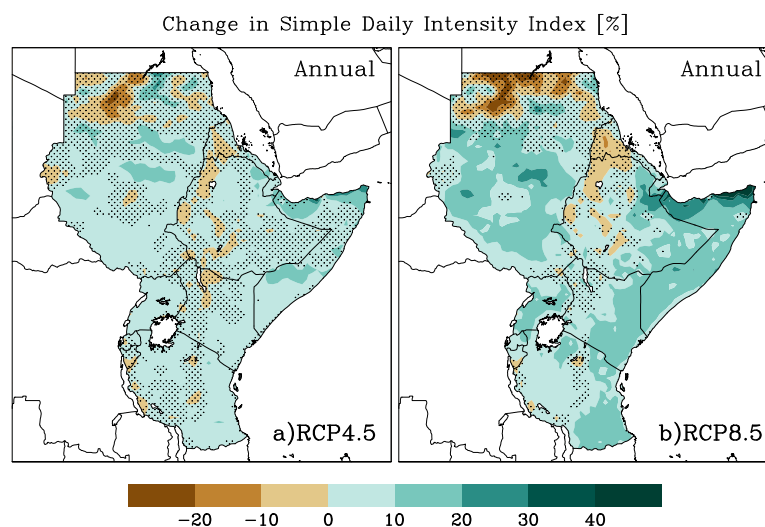 Change in Simple Daily Intensity Index [%]
Annual
Annual
a)RCP4.5
b)RCP8.5
−20 −10 0 10 20 30 40